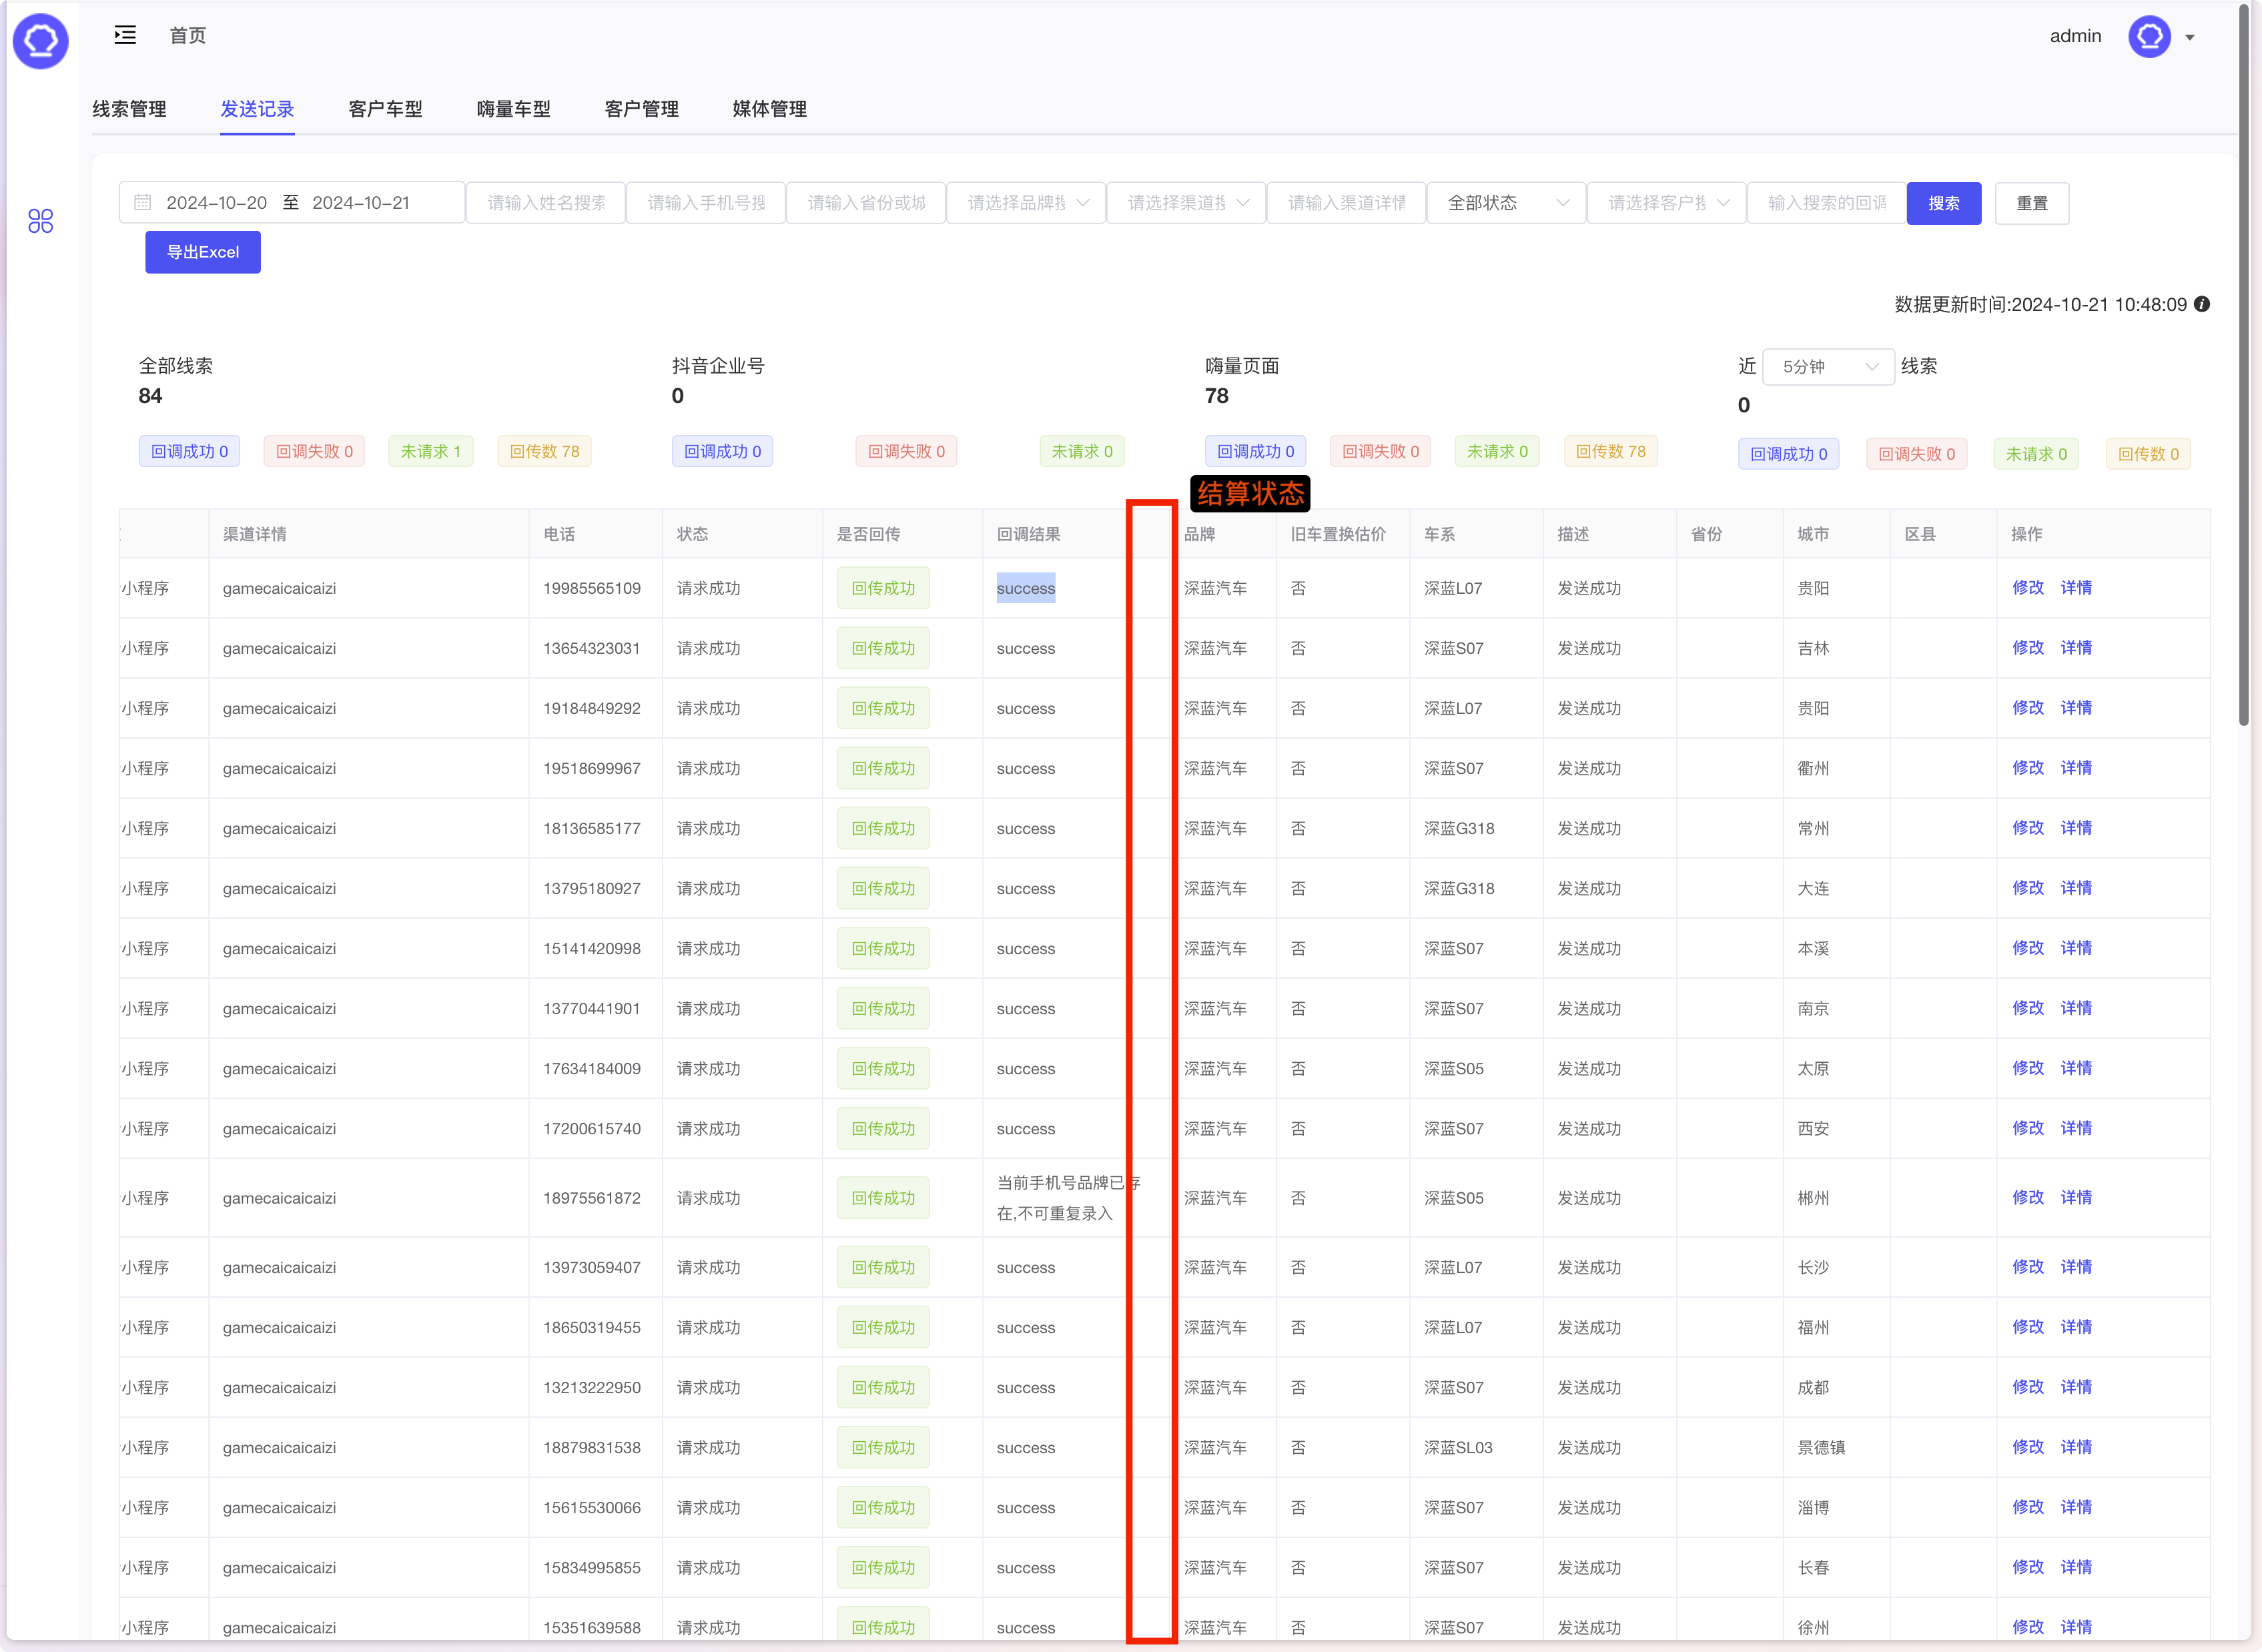 首页
admin
线索管理 发送记录 客户车型 嗨量车型 客户管理 媒体管理
2024-10-20 至 2024-10-21 请输入姓名搜索 请输入手机号搜 请输入省份或城 请选择品牌搜 请选择渠道搜 请输入渠道详情 全部状态 请选择客户搜 输入搜索的回调 搜索 重置
导出Excel
数据更新时间:2024-10-21 10:48:09
全部线索 抖音企业号 嗨量页面 近 5分钟 线索
84 0 78 0
回调成功 0 回调失败 0 未请求 1 回传数 78 回调成功 0 回调失败 0 未请求 0 回调成功 0 回调失败 0 未请求 0 回传数 78 回调成功 0 回调失败 0 未请求 0 回传数 0
结算状态
渠道详情 电话 状态 是否回传 回调结果 品牌 旧车置换估价 车系 描述 省份 城市 区县 操作
小程序 gamecaicaicaizi 19985565109 请求成功 回传成功 success 深蓝汽车 否 深蓝L07 发送成功 贵阳 修改 详情
小程序 gamecaicaicaizi 13654323031 请求成功 回传成功 success 深蓝汽车 否 深蓝S07 发送成功 吉林 修改 详情
小程序 gamecaicaicaizi 19184849292 请求成功 回传成功 success 深蓝汽车 否 深蓝L07 发送成功 贵阳 修改 详情
小程序 gamecaicaicaizi 19518699967 请求成功 回传成功 success 深蓝汽车 否 深蓝S07 发送成功 衢州 修改 详情
小程序 gamecaicaicaizi 18136585177 请求成功 回传成功 success 深蓝汽车 否 深蓝G318 发送成功 常州 修改 详情
小程序 gamecaicaicaizi 13795180927 请求成功 回传成功 success 深蓝汽车 否 深蓝G318 发送成功 大连 修改 详情
小程序 gamecaicaicaizi 15141420998 请求成功 回传成功 success 深蓝汽车 否 深蓝S07 发送成功 本溪 修改 详情
小程序 gamecaicaicaizi 13770441901 请求成功 回传成功 success 深蓝汽车 否 深蓝S07 发送成功 南京 修改 详情
小程序 gamecaicaicaizi 17634184009 请求成功 回传成功 success 深蓝汽车 否 深蓝S05 发送成功 太原 修改 详情
小程序 gamecaicaicaizi 17200615740 请求成功 回传成功 success 深蓝汽车 否 深蓝S07 发送成功 西安 修改 详情
小程序 gamecaicaicaizi 18975561872 请求成功 回传成功 当前手机号品牌已存在,不可重复录入 深蓝汽车 否 深蓝S05 发送成功 郴州 修改 详情
小程序 gamecaicaicaizi 13973059407 请求成功 回传成功 success 深蓝汽车 否 深蓝L07 发送成功 长沙 修改 详情
小程序 gamecaicaicaizi 18650319455 请求成功 回传成功 success 深蓝汽车 否 深蓝L07 发送成功 福州 修改 详情
小程序 gamecaicaicaizi 13213222950 请求成功 回传成功 success 深蓝汽车 否 深蓝S07 发送成功 成都 修改 详情
小程序 gamecaicaicaizi 18879831538 请求成功 回传成功 success 深蓝汽车 否 深蓝SL03 发送成功 景德镇 修改 详情
小程序 gamecaicaicaizi 15615530066 请求成功 回传成功 success 深蓝汽车 否 深蓝S07 发送成功 淄博 修改 详情
小程序 gamecaicaicaizi 15834995855 请求成功 回传成功 success 深蓝汽车 否 深蓝S07 发送成功 长春 修改 详情
小程序 gamecaicaicaizi 15351639588 请求成功 回传成功 success 深蓝汽车 否 深蓝S07 发送成功 徐州 修改 详情